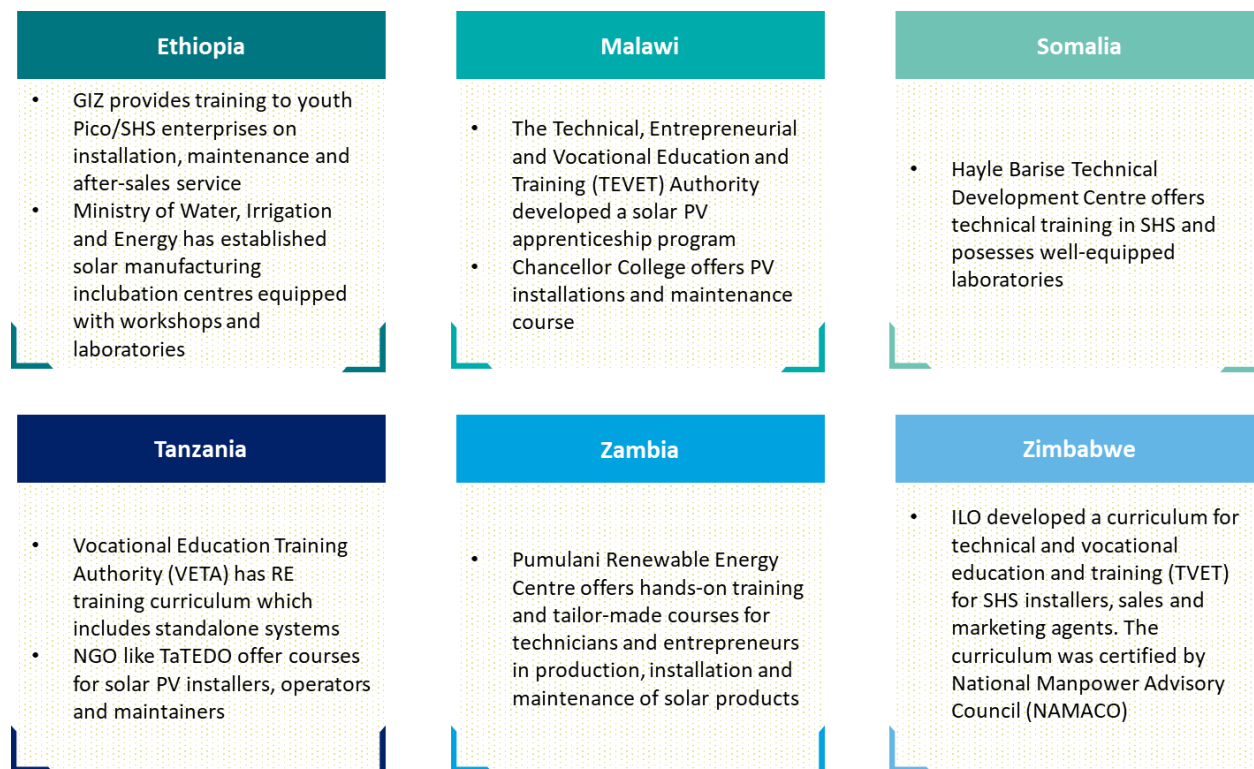 Ethiopia
• GIZ provides training to youth
Pico/SHS enterprises on
installation, maintenance and
after-sales service
• Ministry of Water, Irrigation
and Energy has established
solar manufacturing
inclubation centres equipped
with workshops and
laboratories
Malawi
• The Technical, Entrepreneurial
and Vocational Education and
Training (TEVET) Authority
developed a solar PV
apprenticeship program
• Chancellor College offers PV
installations and maintenance
course
Somalia
• Hayle Barise Technical
Development Centre offers
technical training in SHS and
posesses well-equipped
laboratories
Tanzania
• Vocational Education Training
Authority (VETA) has RE
training curriculum which
includes standalone systems
• NGO like TaTEDO offer courses
for solar PV installers, operators
and maintainers
Zambia
• Pumulani Renewable Energy
Centre offers hands-on training
and tailor-made courses for
technicians and entrepreneurs
in production, installation and
maintenance of solar products
Zimbabwe
• ILO developed a curriculum for
technical and vocational
education and training (TVET)
for SHS installers, sales and
marketing agents. The
curriculum was certified by
National Manpower Advisory
Council (NAMACO)